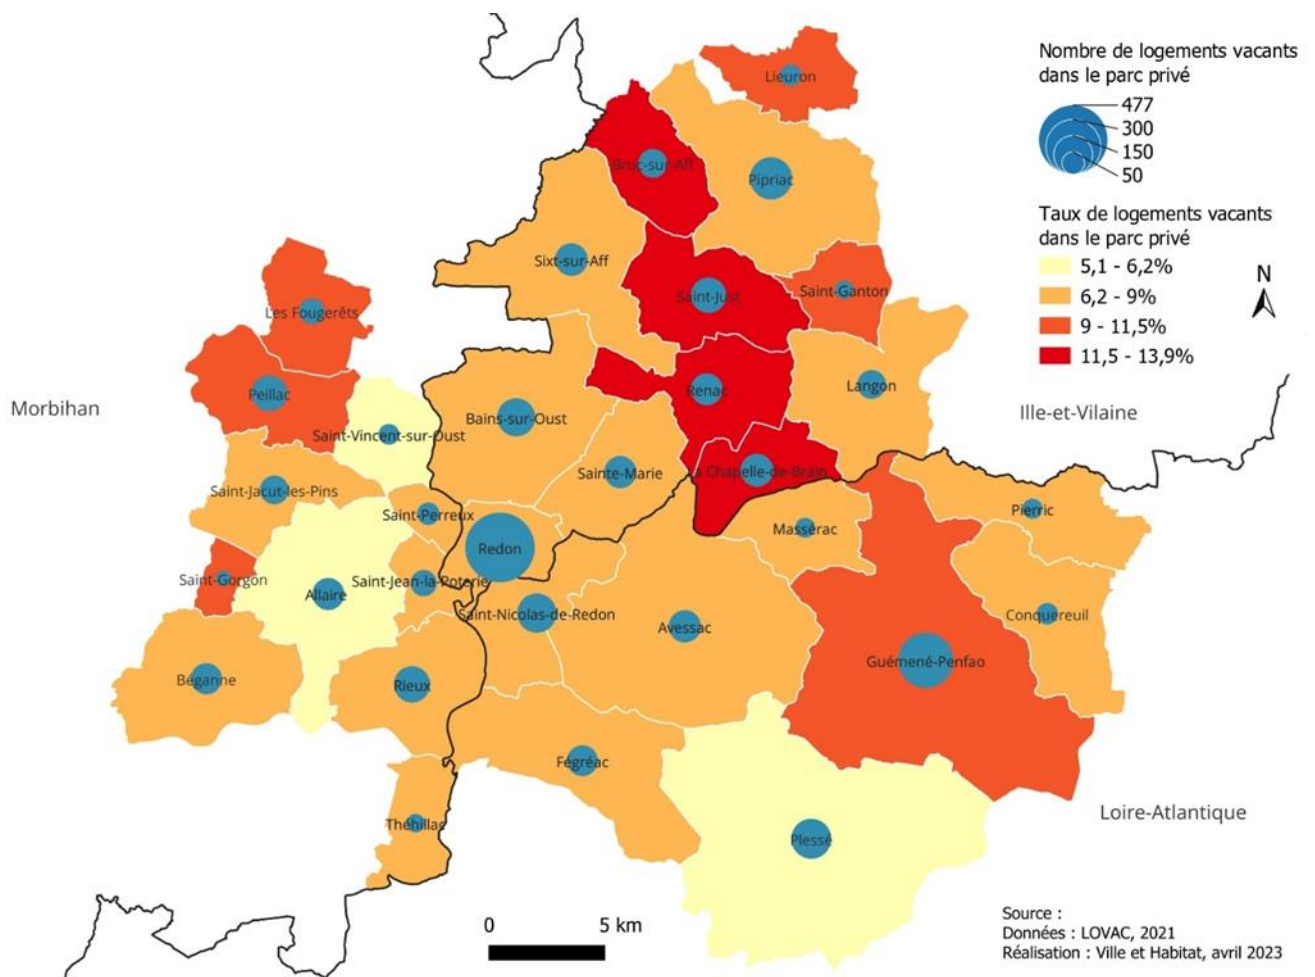 Nombre de logements vacants
dans le parc privé
477
300
150
50
Taux de logements vacants
dans le parc privé
5,1 - 6,2%
6,2 - 9%
9 - 11,5%
11,5 - 13,9%
N
Lieuron
Bruc-sur-Aff
Pipriac
Sixt-sur-Aff
Saint-Just
Saint-Ganton
Les Fougerêts
Peillac
Renac
Langon
Morbihan
Ille-et-Vilaine
Bains-sur-Oust
Saint-Vincent-sur-Oust
Sainte-Marie
La Chapelle-de-Brain
Saint-Jacut-les-Pins
Saint-Perreux
Pierric
Massérac
Redon
Saint-Gorgon
Saint-Jean-la-Poterie
Allaire
Saint-Nicolas-de-Redon
Avessac
Conquereuil
Guémené-Penfao
Béganne
Rieux
Fégréac
Loire-Atlantique
Théhillac
Plessé
0 5 km
Source :
Données : LOVAC, 2021
Réalisation : Ville et Habitat, avril 2023